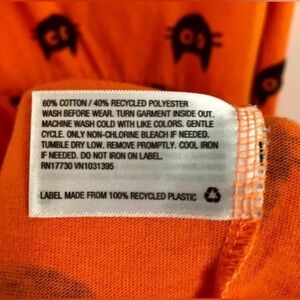 60% COTTON / 40% RECYCLED POLYESTER
WASH BEFORE WEAR. TURN GARMENT INSIDE OUT.
MACHINE WASH COLD WITH LIKE COLORS. GENTLE
CYCLE. ONLY NON-CHLORINE BLEACH IF NEEDED.
TUMBLE DRY LOW. REMOVE PROMPTLY. COOL IRON
IF NEEDED. DO NOT IRON ON LABEL.
RN17730 VN1031395
LABEL MADE FROM 100% RECYCLED PLASTIC